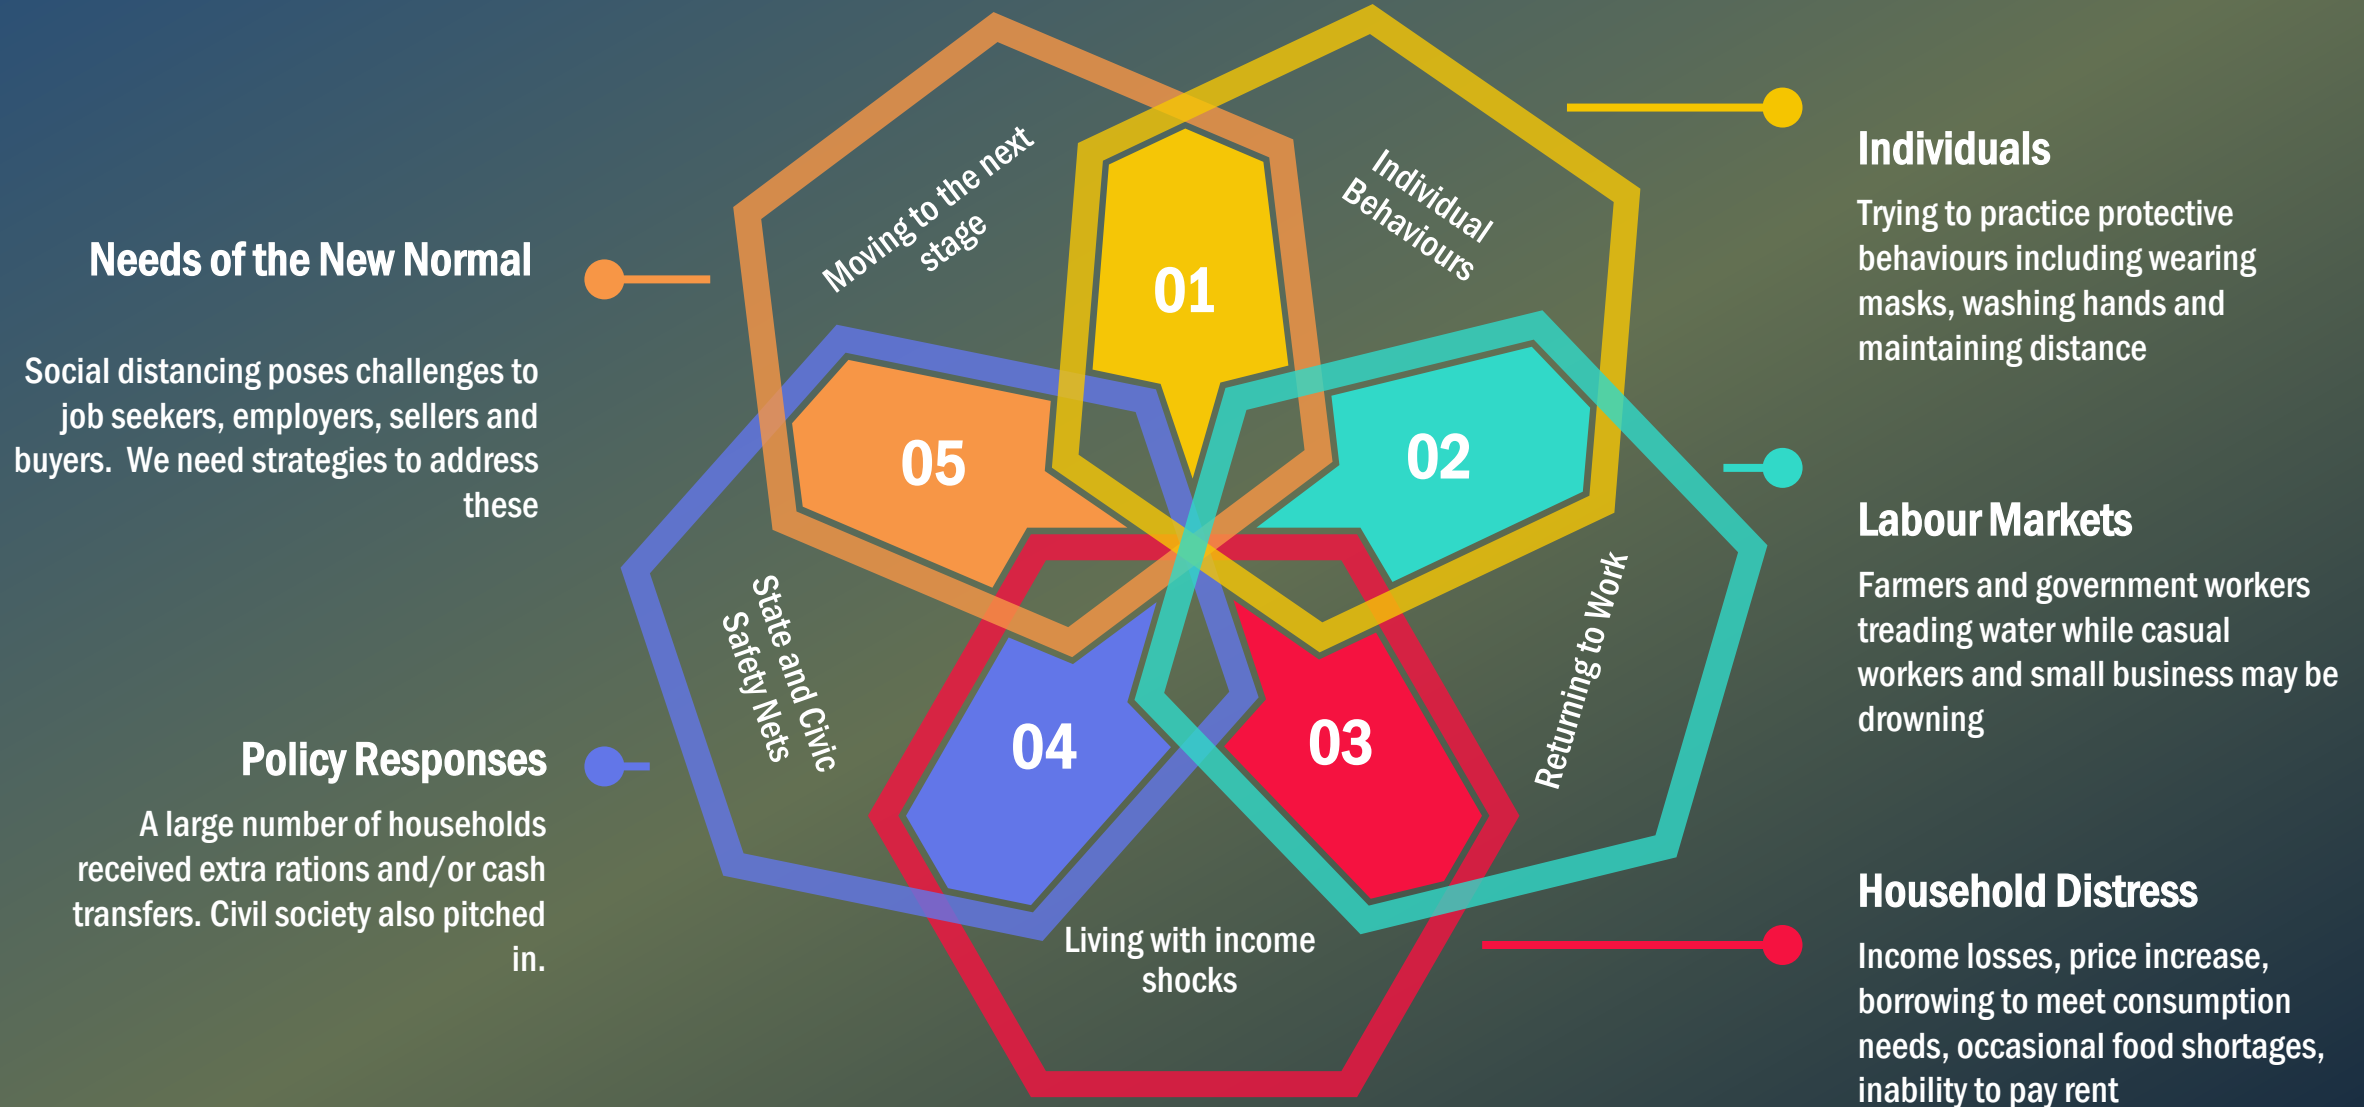 Moving to the next
stage
Individual
Behaviours
01
02
03
04
05
Returning to Work
Living with income
shocks
State and Civic
Safety Nets
Individuals
Trying to practice protective
behaviours including wearing
masks, washing hands and
maintaining distance
Labour Markets
Farmers and government workers
treading water while casual
workers and small business may be
drowning
Household Distress
Income losses, price increase,
borrowing to meet consumption
needs, occasional food shortages,
inability to pay rent
Policy Responses
A large number of households
received extra rations and/or cash
transfers. Civil society also pitched
in.
Needs of the New Normal
Social distancing poses challenges to
job seekers, employers, sellers and
buyers.  We need strategies to address
these